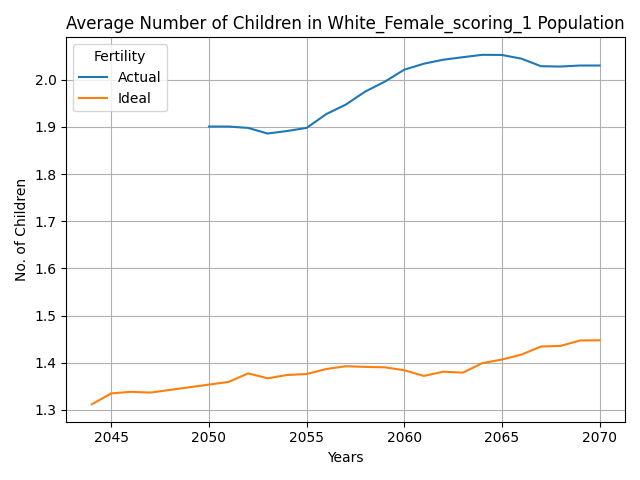 Average Number of Children in White_Female_scoring_1 Population
Fertility
Actual
Ideal
No. of Children
2.0
1.9
1.8
1.7
1.6
1.5
1.4
1.3
2045 2050 2055 2060 2065 2070
Years